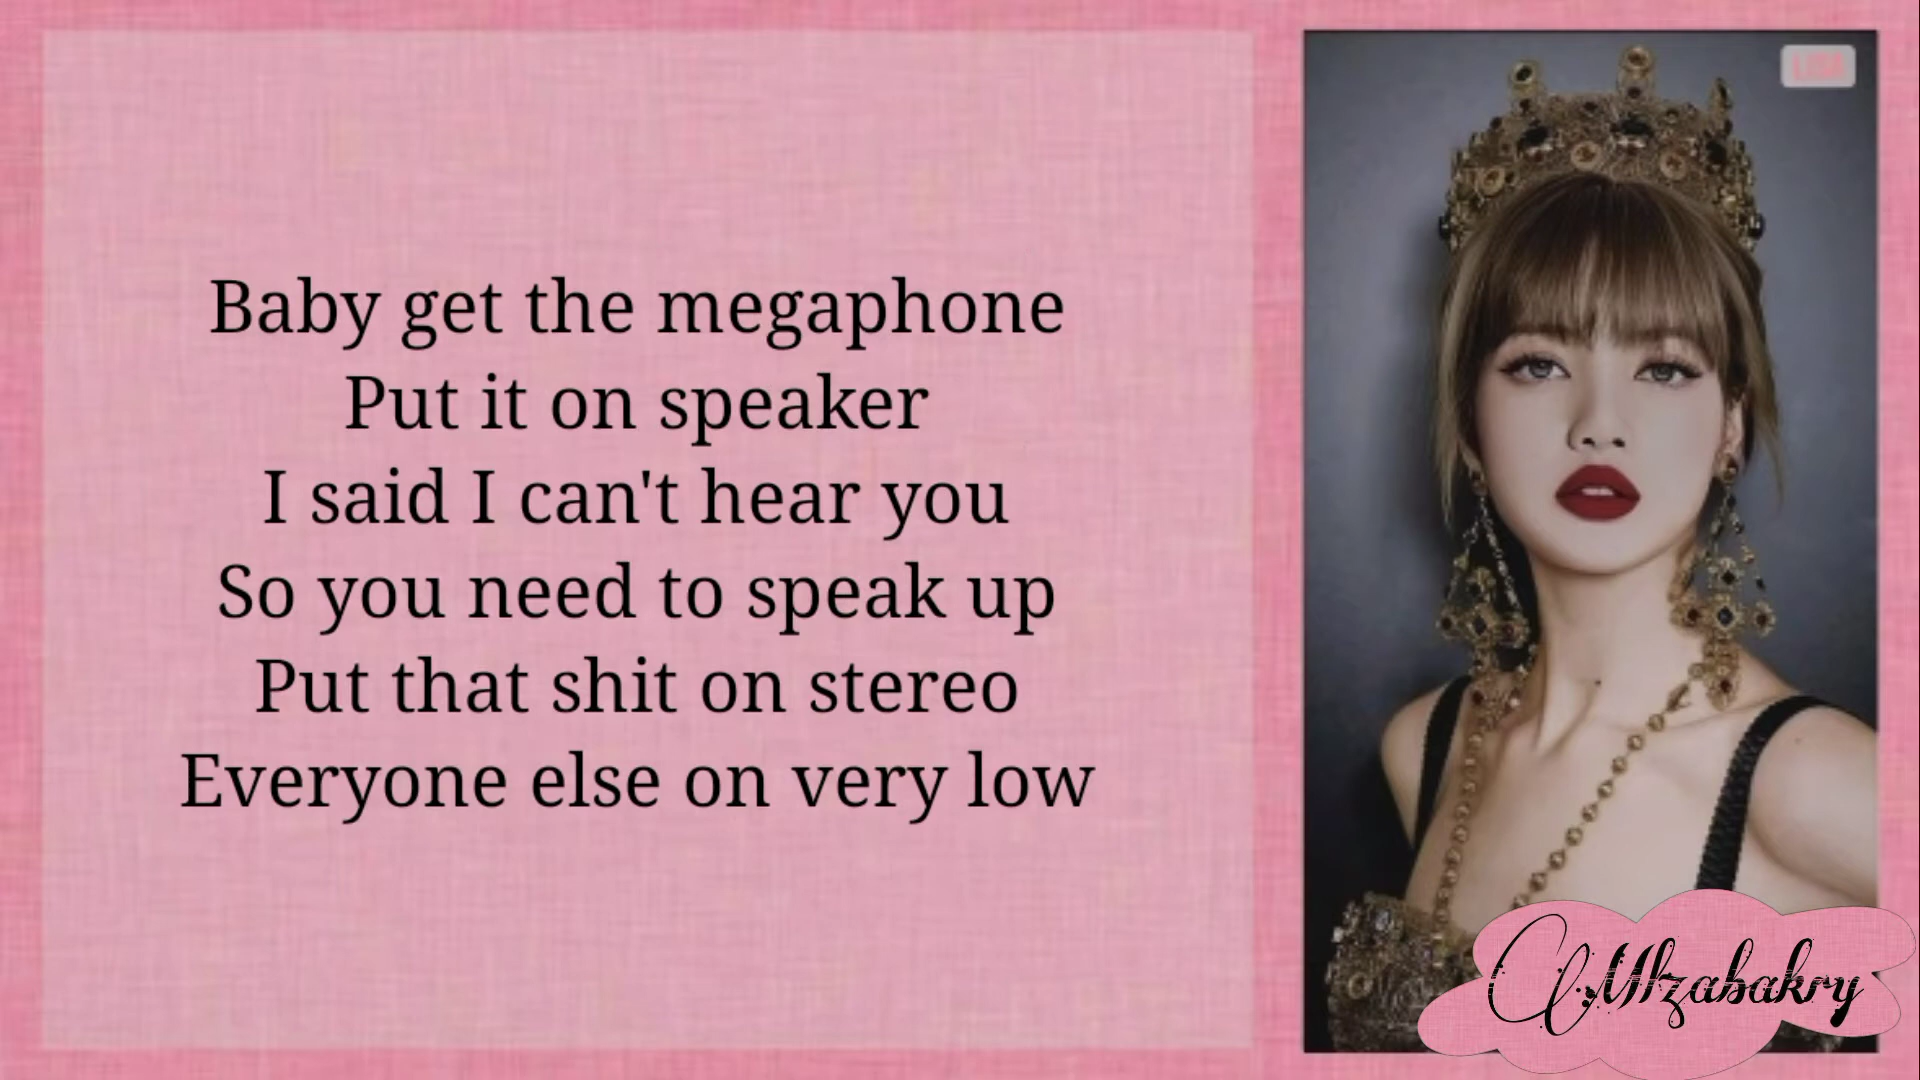 Baby get the megaphone
Put it on speaker
I said I can't hear you
So you need to speak up
Put that shit on stereo
Everyone else on very low
LISA